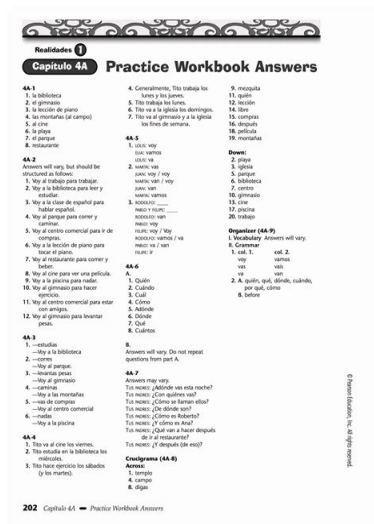 Realidades 1
Capítulo 4A
Practice Workbook Answers
4A-1
1. la biblioteca
2. el gimnasio
3. la lección de piano
4. las montañas (al campo)
5. al cine
6. la playa
7. el parque
8. restaurante
4A-2
Answers will vary, but should be
structured as follows:
1. Voy al trabajo para trabajar.
2. Voy a la biblioteca para leer y
estudiar.
3. Voy a la clase de español para
hablar español.
4. Voy al parque para correr y
caminar.
5. Voy al centro comercial para ir de
compras.
6. Voy a la lección de piano para
tocar el piano.
7. Voy al restaurante para comer y
beber.
8. Voy al cine para ver una película.
9. Voy a la piscina para nadar.
10. Voy al gimnasio para hacer
ejercicio.
11. Voy al centro comercial para estar
con amigos.
12. Voy al gimnasio para levantar
pesas.
4A-3
1. —estudias
—Voy a la biblioteca
2. —corres
—Voy al parque.
3. —levantas pesas
—Voy al gimnasio
4. —caminas
—Voy a las montañas
5. —vas de compras
—Voy al centro comercial
6. —nadas
—Voy a la piscina
4A-4
1. Tito va al cine los viernes.
2. Tito estudia en la biblioteca los
miércoles.
3. Tito hace ejercicio los sábados
(y los martes).
4. Generalmente, Tito trabaja los
lunes y los jueves.
5. Tito trabaja los lunes.
6. Tito va a la iglesia los domingos.
7. Tito va al gimnasio y a la iglesia
los fines de semana.
4A-5
1. LOLIS: voy
ELIA: vamos
LOLIS: va
2. MARTA: vas
JUAN: voy / voy
MARTA: van / voy
JUAN: van
MARTA: vamos
3. RODOLFO: ____
PABLO Y FELIPE: ____
RODOLFO: van
PABLO: voy
FELIPE: voy / Voy
RODOLFO: vamos / va
PABLO: va / van
FELIPE: ir
4A-6
A.
1. Quién
2. Cuándo
3. Cuál
4. Cómo
5. Adónde
6. Dónde
7. Qué
8. Cuántos
B.
Answers will vary. Do not repeat
questions from part A.
4A-7
Answers may vary.
TUS PADRES: ¿Adónde vas esta noche?
TUS PADRES: ¿Con quiénes vas?
TUS PADRES: ¿Cómo se llaman ellos?
TUS PADRES: ¿De dónde son?
TUS PADRES: ¿Cómo es Roberto?
TUS PADRES: ¿Y cómo es Ana?
TUS PADRES: ¿Qué van a hacer después
de ir al restaurante?
TUS PADRES: ¿Y después (de eso)?
Crucigrama (4A-8)
Across:
1. templo
4. campo
8. digas
9. mezquita
11. quién
12. lección
14. libre
15. compras
16. después
18. película
19. montañas
Down:
2. playa
3. iglesia
5. parque
6. biblioteca
7. centro
10. gimnasio
13. cine
17. piscina
20. trabajo
Organizer (4A-9)
I. Vocabulary Answers will vary.
II. Grammar
1. col. 1. col. 2.
voy vamos
vas vais
va van
2. A. quién, qué, dónde, cuándo,
por qué, cómo
B. before
© Pearson Education, Inc. All rights reserved.
202 Capítulo 4A — Practice Workbook Answers